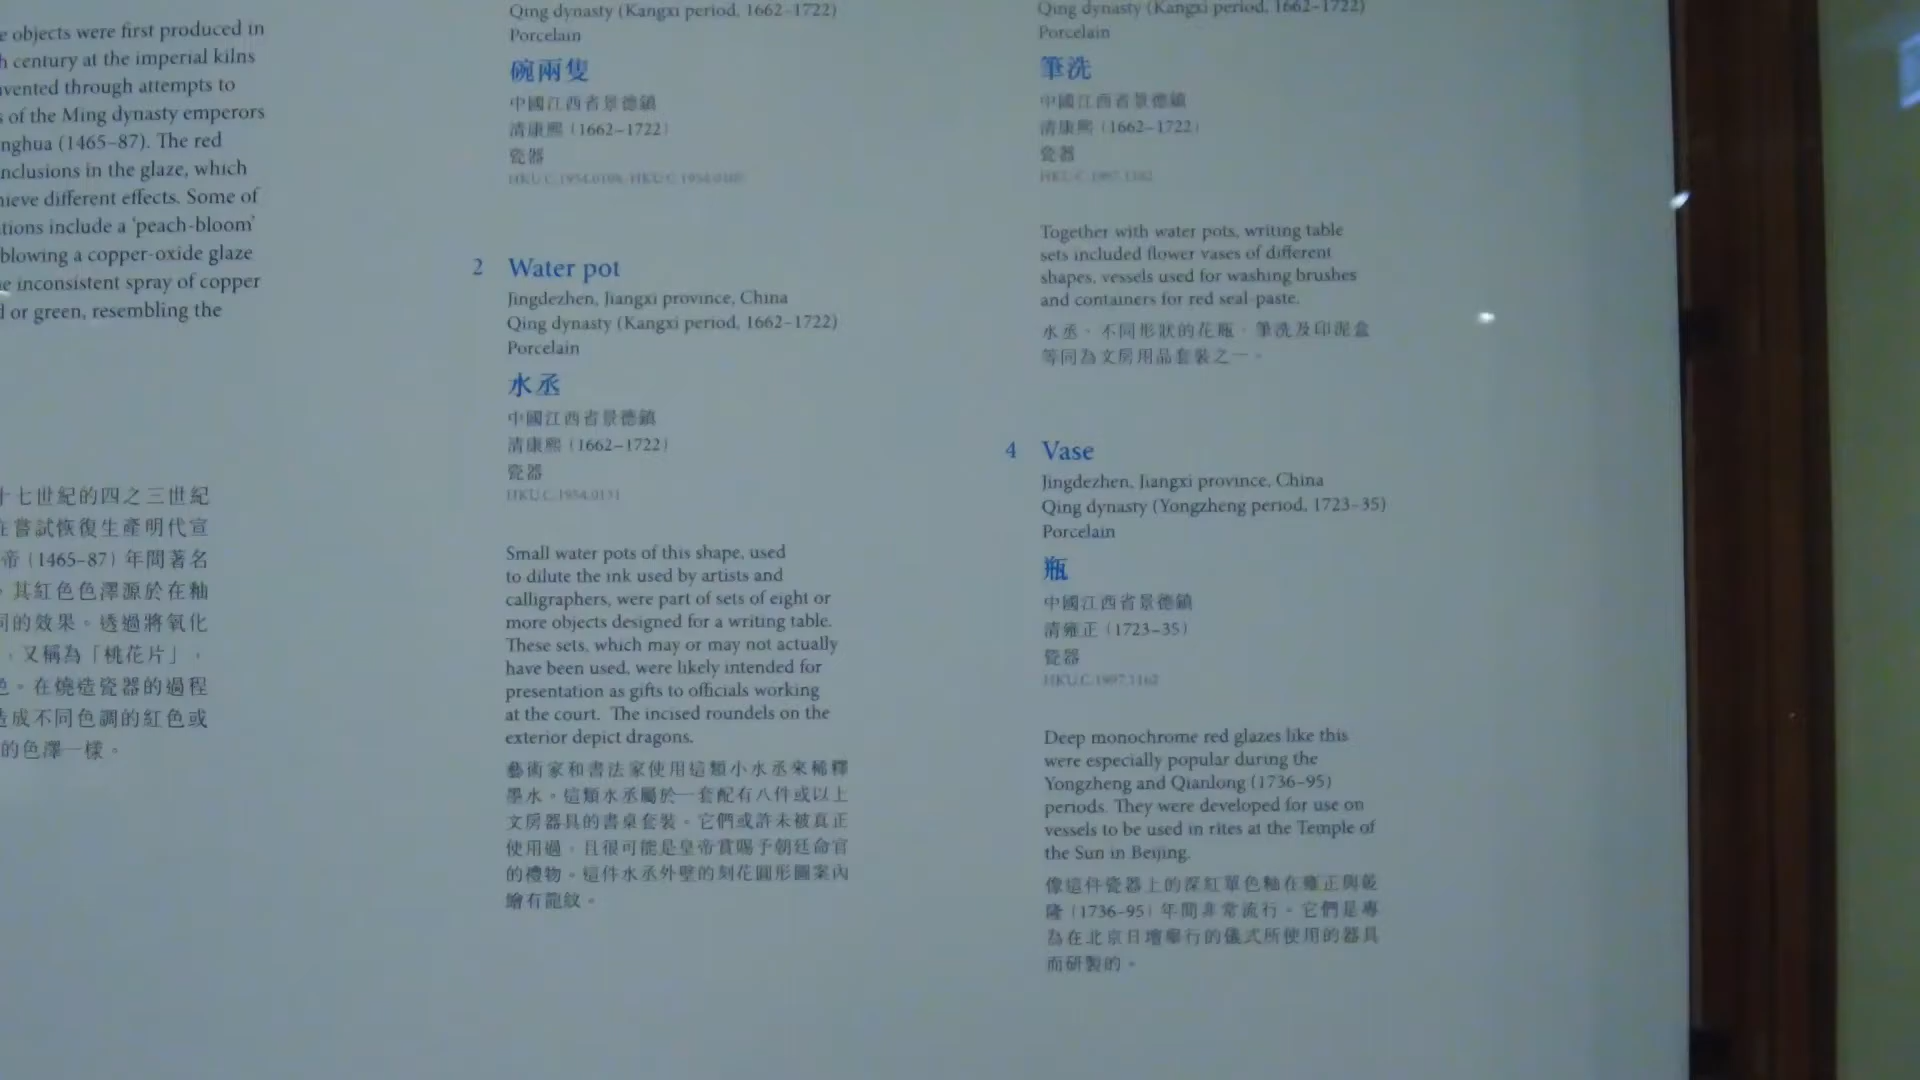 e objects were first produced in
h century at the imperial kilns
nvented through attempts to
s of the Ming dynasty emperors
nghua (1465–87). The red
nclusions in the glaze, which
hieve different effects. Some of
tions include a ‘peach-bloom’
blowing a copper-oxide glaze
e inconsistent spray of copper
d or green, resembling the
十七世紀的四之三世紀
在嘗試恢復生產明代宣
帝（1465–87）年間著名
，其紅色色澤源於在釉
同的效果。透過將氧化
，又稱為「桃花片」，
色。在燒造瓷器的過程
造成不同色調的紅色或
的色澤一樣。
Qing dynasty (Kangxi period, 1662–1722)
Porcelain
碗兩隻
中國江西省景德鎮
清康熙（1662–1722）
瓷器
HKU.C.1954.0108, HKU.C.1954.0109
2 Water pot
Jingdezhen, Jiangxi province, China
Qing dynasty (Kangxi period, 1662–1722)
Porcelain
水丞
中國江西省景德鎮
清康熙（1662–1722）
瓷器
HKU.C.1954.0131
Small water pots of this shape, used
to dilute the ink used by artists and
calligraphers, were part of sets of eight or
more objects designed for a writing table.
These sets, which may or may not actually
have been used, were likely intended for
presentation as gifts to officials working
at the court. The incised roundels on the
exterior depict dragons.
藝術家和書法家使用這類小水丞來稀釋
墨水。這類水丞屬於一套配有八件或以上
文房器具的書桌套裝。它們或許未被真正
使用過，且很可能是皇帝賞賜予朝廷命官
的禮物。這件水丞外壁的刻花圓形圖案內
繪有龍紋。
Qing dynasty (Kangxi period, 1662–1722)
Porcelain
筆洗
中國江西省景德鎮
清康熙（1662–1722）
瓷器
HKU.C.1997.1162
Together with water pots, writing table
sets included flower vases of different
shapes, vessels used for washing brushes
and containers for red seal-paste.
水丞、不同形狀的花瓶、筆洗及印泥盒
等同為文房用品套裝之一。
4 Vase
Jingdezhen, Jiangxi province, China
Qing dynasty (Yongzheng period, 1723–35)
Porcelain
瓶
中國江西省景德鎮
清雍正（1723–35）
瓷器
HKU.C.1997.1162
Deep monochrome red glazes like this
were especially popular during the
Yongzheng and Qianlong (1736–95)
periods. They were developed for use on
vessels to be used in rites at the Temple of
the Sun in Beijing.
像這件瓷器上的深紅單色釉在雍正與乾
隆（1736–95）年間非常流行。它們是專
為在北京日壇舉行的儀式所使用的器具
而研製的。